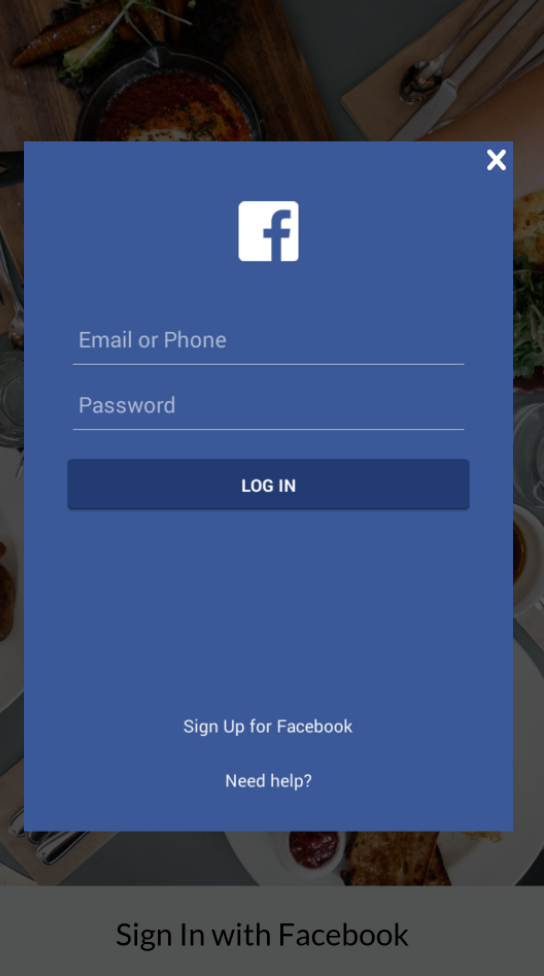 Email or Phone
Password
LOG IN
Sign Up for Facebook
Need help?
Sign In with Facebook